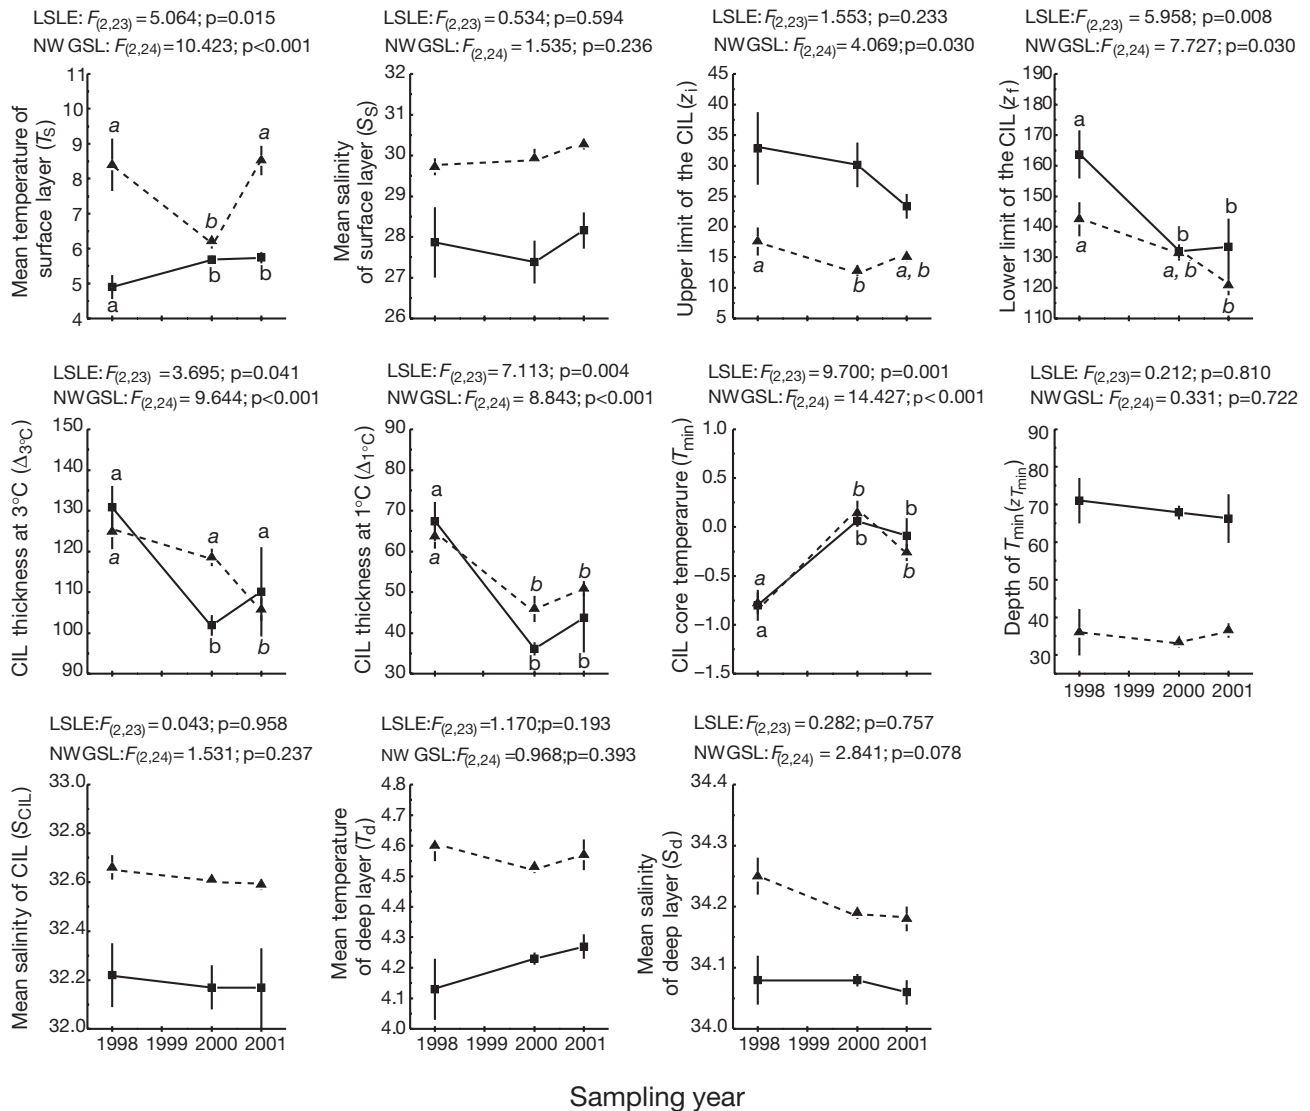 LSLE: F(2,23) = 5.064; p=0.015
NW GSL: F(2,24) = 10.423; p<0.001
11
10
9
8
7
6
5
4
Mean temperature of
surface layer (TS)
a
a
b
a
b
b
LSLE: F(2,23) = 0.534; p=0.594
NWGSL: F(2,24) = 1.535; p=0.236
32
31
30
29
28
27
26
Mean salinity
of surface layer (SS)
LSLE: F(2,23) =1.553; p=0.233
NWGSL: F(2,24) = 4.069;p=0.030
45
40
35
30
25
20
15
10
5
Upper limit of the CIL (zi)
a
b
a, b
LSLE: F(2,23) = 5.958; p=0.008
NWGSL: F(2,24) = 7.727; p=0.030
190
180
170
160
150
140
130
120
110
Lower limit of the CIL (zf)
a
a
b
a, b
b
b
LSLE: F(2,23) =3.695; p=0.041
NWGSL: F(2,24) = 9.644; p<0.001
150
140
130
120
110
100
90
CIL thickness at 3°C (Δ3°C)
a
a
a
b
a
b
LSLE: F(2,23)=7.113; p=0.004
NWGSL: F(2,24) = 8.843; p<0.001
90
80
70
60
50
40
30
CIL thickness at 1°C (Δ1°C)
a
a
b
b
b
b
LSLE: F(2,23)=9.700; p=0.001
NWGSL: F(2,24) = 14.427;p<0.001
1.0
0.5
0.0
−0.5
−1.0
−1.5
CIL core temperarure (Tmin)
a
a
b
b
b
b
LSLE: F(2,23)=0.212; p=0.810
NWGSL: F(2,24) = 0.331; p=0.722
90
80
70
60
50
40
30
Depth of Tmin (zTmin)
1998 1999 2000 2001
LSLE:F(2,23)=0.043; p=0.958
NWGSL:F(2,24) = 1.531; p=0.237
33.0
32.8
32.6
32.4
32.2
32.0
Mean salinity of CIL (SCIL)
1998 1999 2000 2001
LSLE:F(2,23)=1.170;p=0.193
NW GSL:F(2,24) =0.968;p=0.393
4.8
4.7
4.6
4.5
4.4
4.3
4.2
4.1
4.0
Mean temperature
of deep layer (Td)
1998 1999 2000 2001
LSLE:F(2,23)=0.282; p=0.757
NWGSL:F(2,24) = 2.841; p=0.078
34.4
34.3
34.2
34.1
34.0
Mean salinity
of deep layer (Sd)
1998 1999 2000 2001
Sampling year